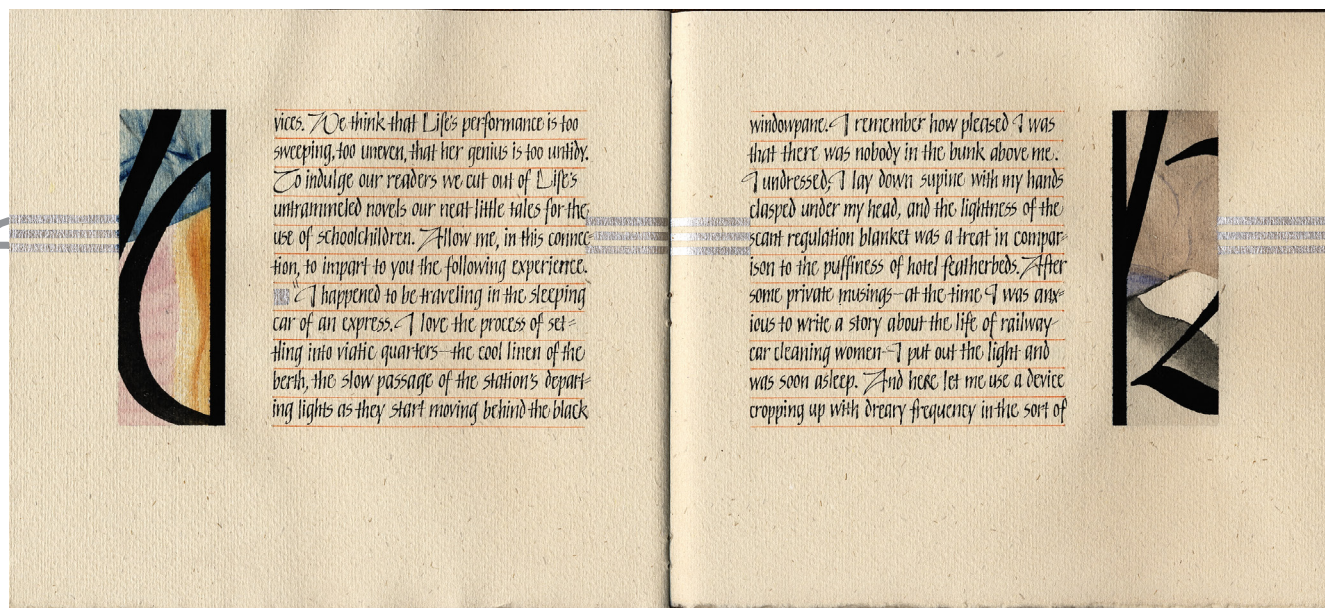 vices. We think that Life's performance is too
sweeping, too uneven, that her genius is too untidy.
To indulge our readers we cut out of Life's
untrammeled novels our neat little tales for the
use of schoolchildren. Allow me, in this connec=
tion, to impart to you the following experience.
"I happened to be traveling in the sleeping
car of an express. I love the process of set=
tling into viatic quarters—the cool linen of the
berth, the slow passage of the station's depart=
ing lights as they start moving behind the black
windowpane. I remember how pleased I was
that there was nobody in the bunk above me.
I undressed; I lay down supine with my hands
clasped under my head, and the lightness of the
scant regulation blanket was a treat in compar=
ison to the puffiness of hotel featherbeds. After
some private musings—at the time I was anx=
ious to write a story about the life of railway-
car cleaning women—I put out the light and
was soon asleep. And here let me use a device
cropping up with dreary frequency in the sort of